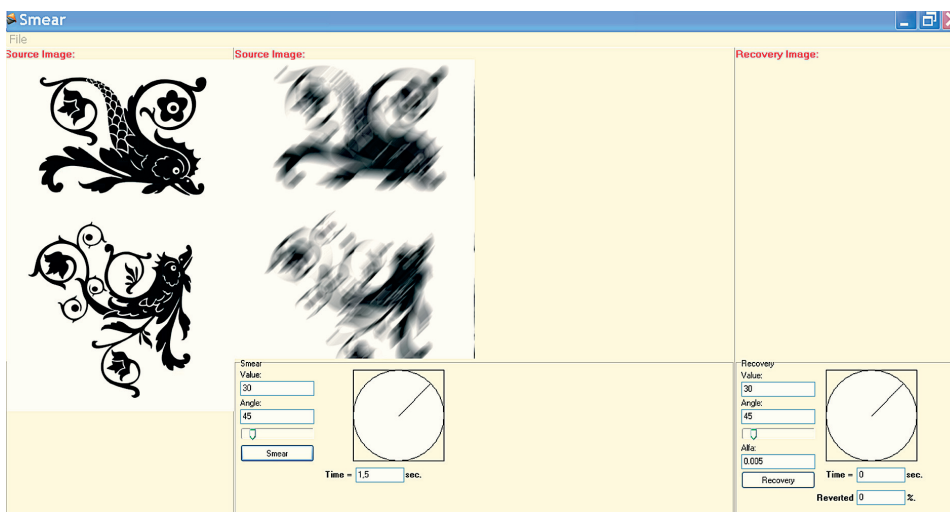 Smear
File
Source Image:
Source Image:
Recovery Image:
Smear
Value:
30
Angle:
45
Smear
Time = 1,5 sec.
Recovery
Value:
30
Angle:
45
Alfa:
0.005
Recovery
Time = 0 sec.
Reverted 0 %.